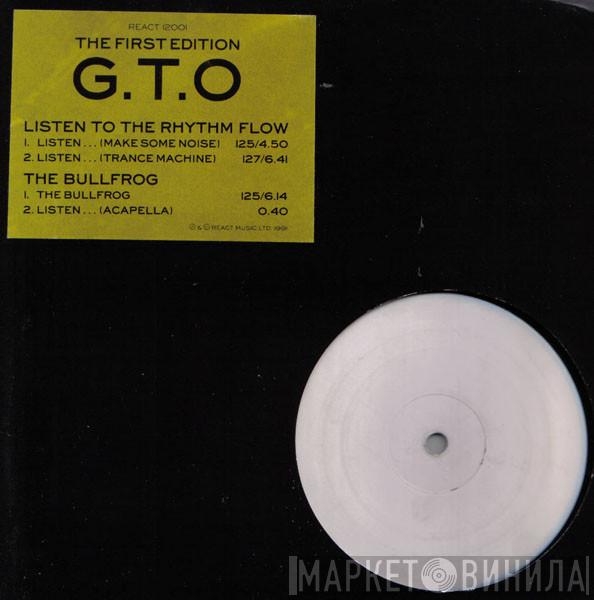 REACT 12001
THE FIRST EDITION
G.T.O
LISTEN TO THE RHYTHM FLOW
1. LISTEN... (MAKE SOME NOISE) 125/4.50
2. LISTEN... (TRANCE MACHINE) 127/6.41
THE BULLFROG
1. THE BULLFROG 125/6.14
2. LISTEN... (ACAPELLA) 0.40
℗ & © REACT MUSIC LTD. 1991
МАРКЕТ ВИНИЛА